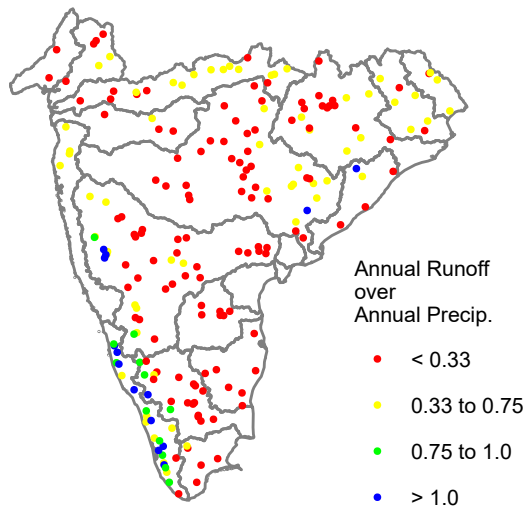 Annual Runoff
over
Annual Precip.
< 0.33
0.33 to 0.75
0.75 to 1.0
> 1.0